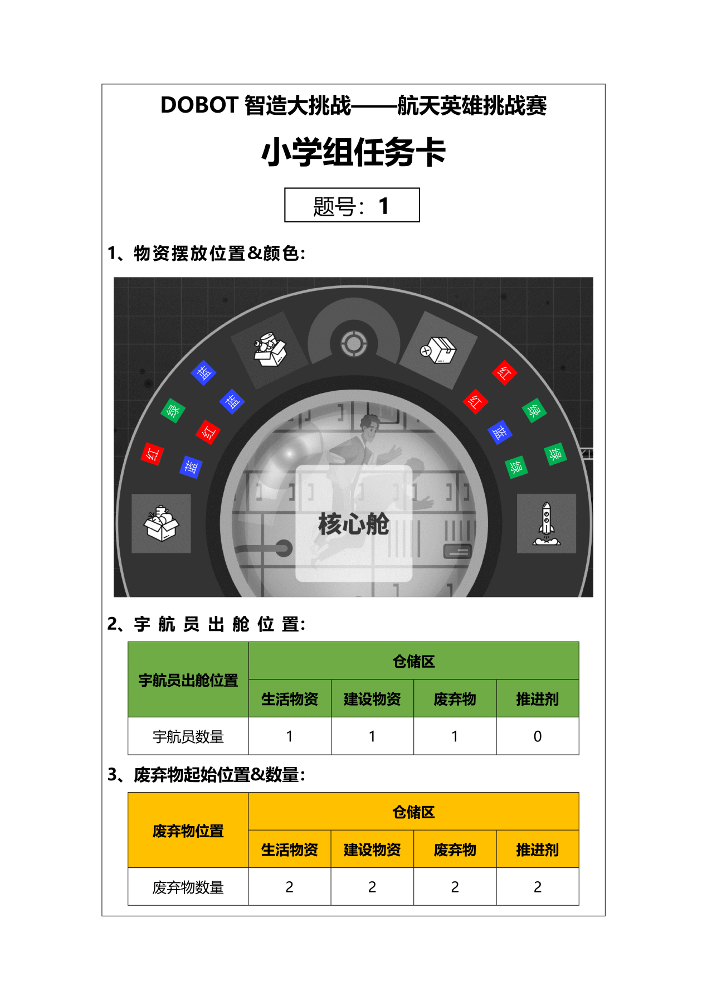 DOBOT 智造大挑战——航天英雄挑战赛
小学组任务卡
题号：1
1、物资摆放位置&颜色：
蓝
红
绿
蓝
红
绿
红
蓝
红
蓝
绿
绿
核心舱
2、宇 航 员 出 舱 位 置：
宇航员出舱位置
仓储区
生活物资 建设物资 废弃物 推进剂
宇航员数量 1 1 1 0
3、废弃物起始位置&数量：
废弃物位置
仓储区
生活物资 建设物资 废弃物 推进剂
废弃物数量 2 2 2 2